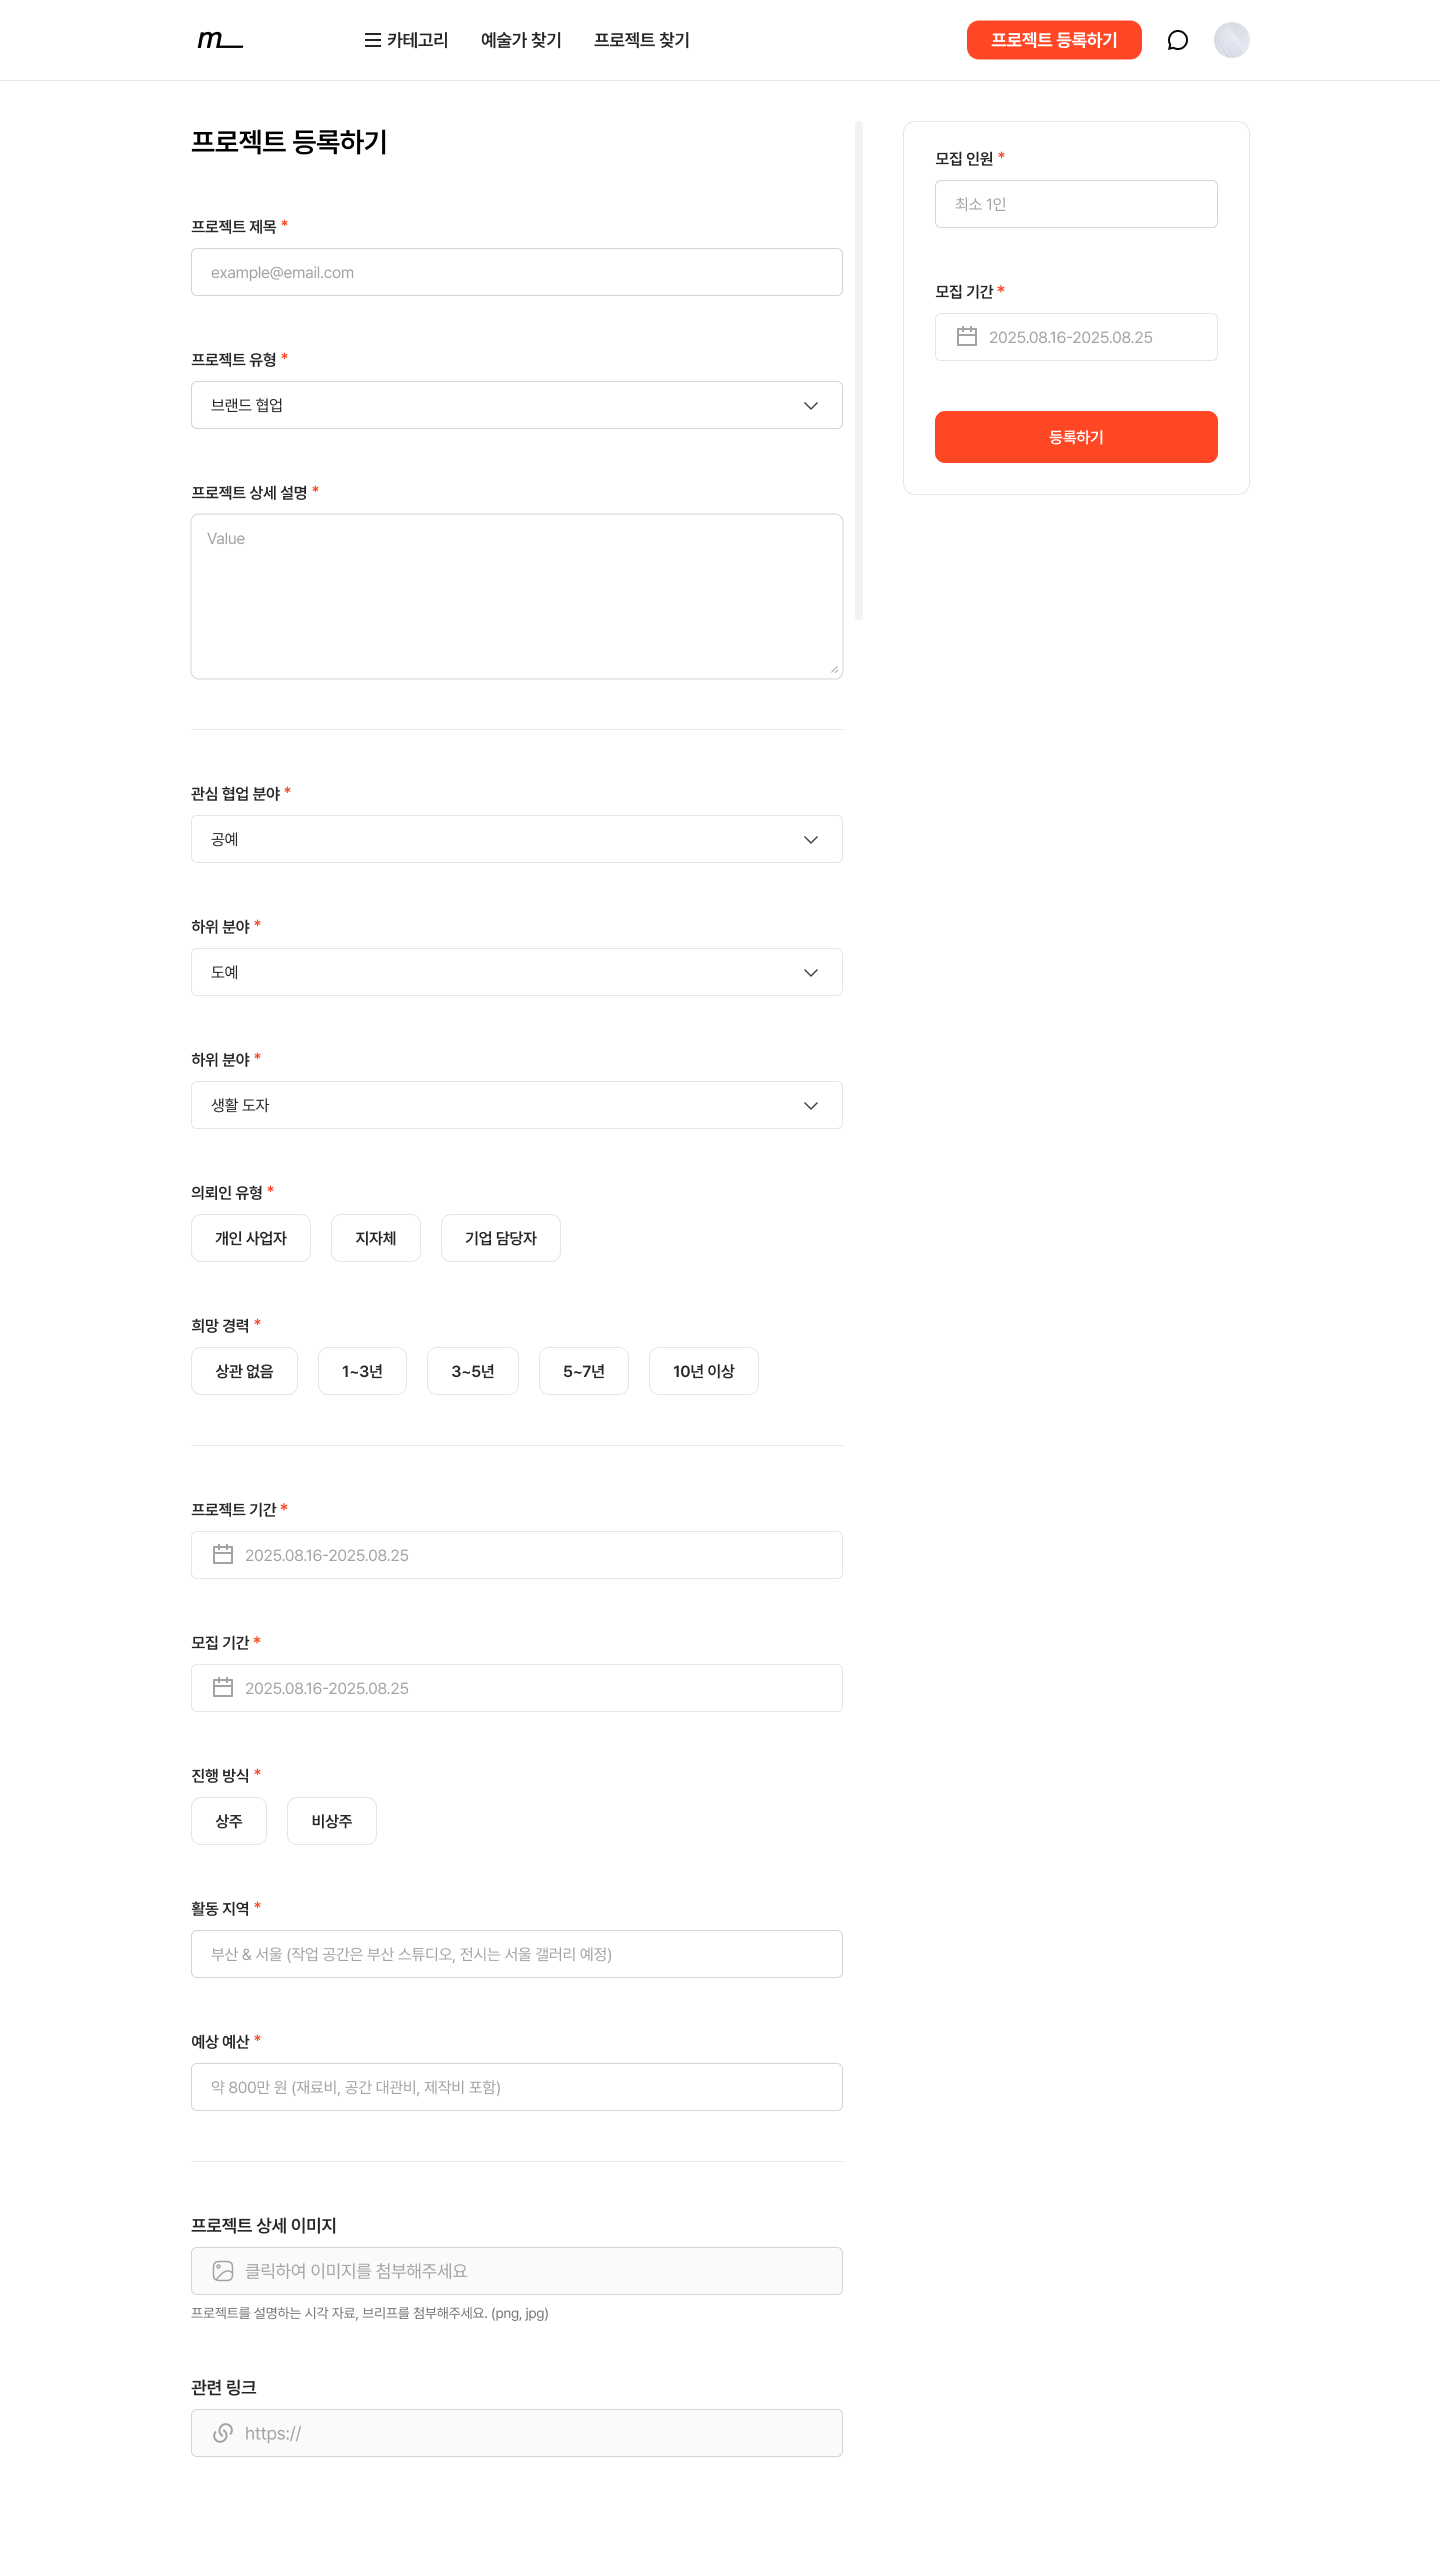 m__
카테고리 예술가 찾기 프로젝트 찾기 프로젝트 등록하기
프로젝트 등록하기
프로젝트 제목 *
example@email.com
프로젝트 유형 *
브랜드 협업
프로젝트 상세 설명 *
Value
관심 협업 분야 *
공예
하위 분야 *
도예
하위 분야 *
생활 도자
의뢰인 유형 *
개인 사업자 지자체 기업 담당자
희망 경력 *
상관 없음 1~3년 3~5년 5~7년 10년 이상
프로젝트 기간 *
2025.08.16-2025.08.25
모집 기간 *
2025.08.16-2025.08.25
진행 방식 *
상주 비상주
활동 지역 *
부산 & 서울 (작업 공간은 부산 스튜디오, 전시는 서울 갤러리 예정)
예상 예산 *
약 800만 원 (재료비, 공간 대관비, 제작비 포함)
프로젝트 상세 이미지
클릭하여 이미지를 첨부해주세요
프로젝트를 설명하는 시각 자료, 브리프를 첨부해주세요. (png, jpg)
관련 링크
https://
모집 인원 *
최소 1인
모집 기간 *
2025.08.16-2025.08.25
등록하기